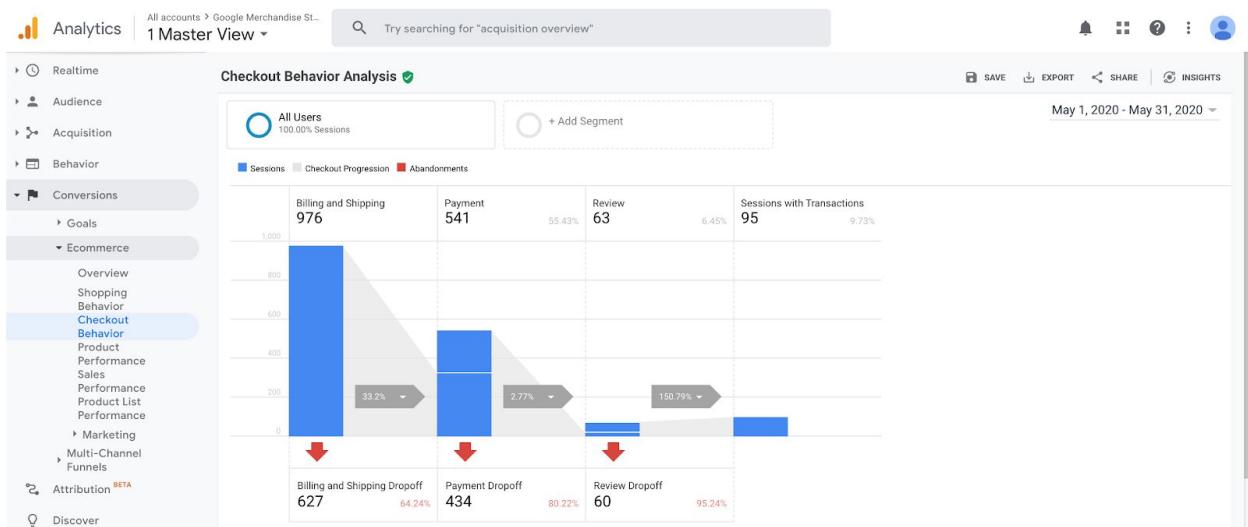 Analytics
All accounts > Google Merchandise St...
1 Master View
Try searching for "acquisition overview"
Realtime
Audience
Acquisition
Behavior
Conversions
Goals
Ecommerce
Overview
Shopping
Behavior
Checkout
Behavior
Product
Performance
Sales
Performance
Product List
Performance
Marketing
Multi-Channel
Funnels
Attribution BETA
Discover
Checkout Behavior Analysis
SAVE EXPORT SHARE INSIGHTS
All Users
100.00% Sessions
+ Add Segment
May 1, 2020 - May 31, 2020
Sessions Checkout Progression Abandonments
Billing and Shipping Payment Review Sessions with Transactions
976 541 55.43% 63 6.45% 95 9.73%
1,000
800
600
400
200
0
33.2% 2.77% 150.79%
Billing and Shipping Dropoff Payment Dropoff Review Dropoff
627 64.24% 434 80.22% 60 95.24%